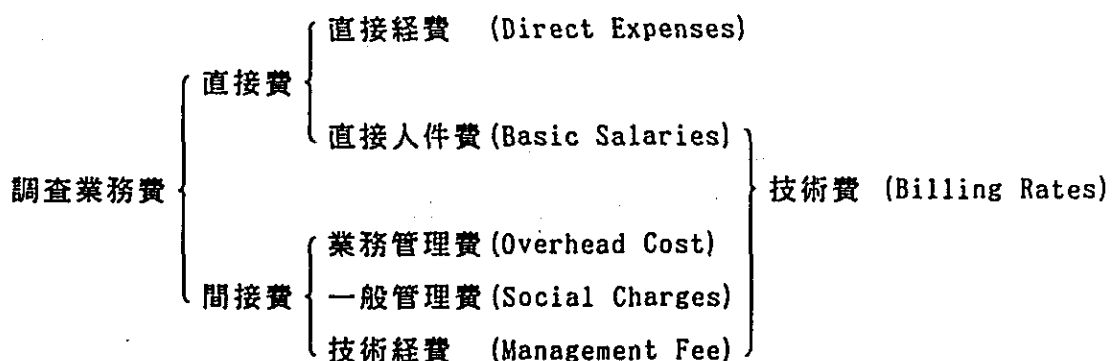 直接経費 (Direct Expenses)
直接費
直接人件費 (Basic Salaries)
調査業務費
技術費 (Billing Rates)
業務管理費 (Overhead Cost)
間接費
一般管理費 (Social Charges)
技術経費 (Management Fee)